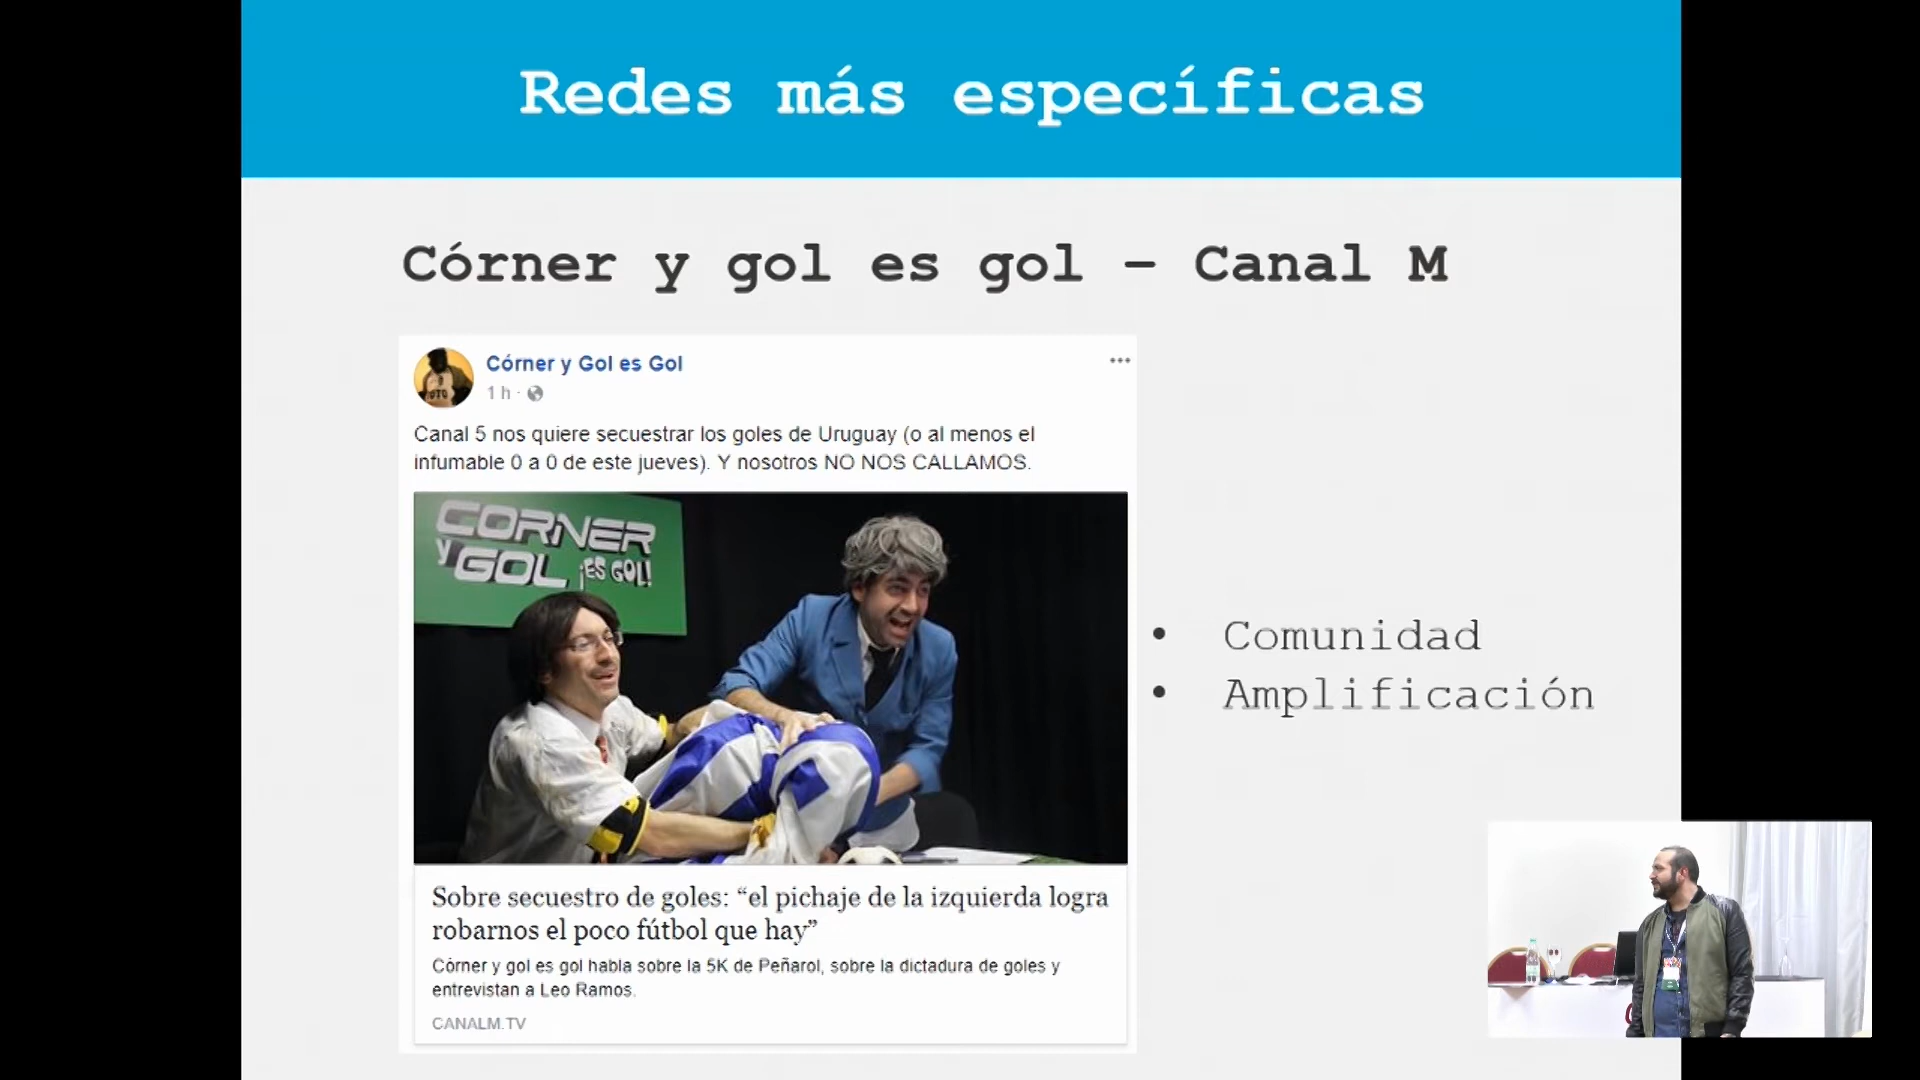 Redes más específicas
Córner y gol es gol – Canal M
Córner y Gol es Gol
1 h ·
Canal 5 nos quiere secuestrar los goles de Uruguay (o al menos el
infumable 0 a 0 de este jueves). Y nosotros NO NOS CALLAMOS.
CORNER
y GOL ¡ES GOL!
• Comunidad
• Amplificación
Sobre secuestro de goles: “el pichaje de la izquierda logra
robarnos el poco fútbol que hay”
Córner y gol es gol habla sobre la 5K de Peñarol, sobre la dictadura de goles y
entrevistan a Leo Ramos.
CANALM.TV